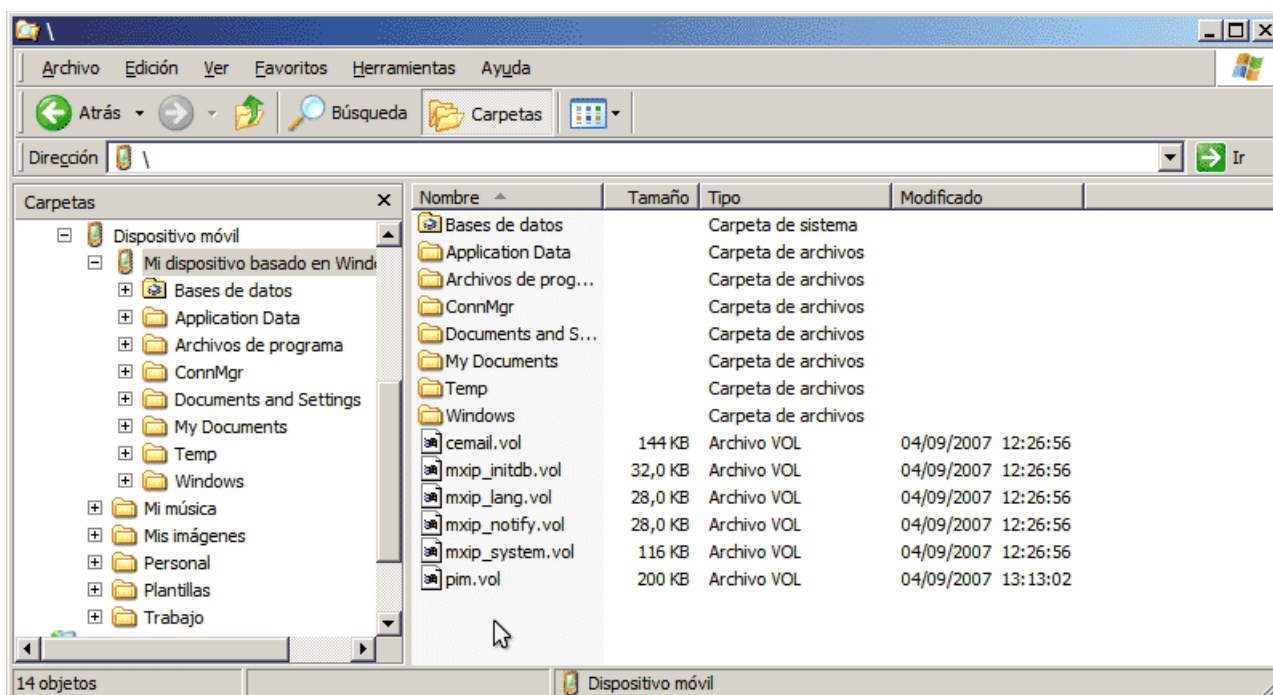 \
Archivo Edición Ver Favoritos Herramientas Ayuda
Atrás Búsqueda Carpetas
Dirección \ Ir
Carpetas
Dispositivo móvil
Mi dispositivo basado en Wind
Bases de datos
Application Data
Archivos de programa
ConnMgr
Documents and Settings
My Documents
Temp
Windows
Mi música
Mis imágenes
Personal
Plantillas
Trabajo
Nombre Tamaño Tipo Modificado
Bases de datos Carpeta de sistema
Application Data Carpeta de archivos
Archivos de prog... Carpeta de archivos
ConnMgr Carpeta de archivos
Documents and S... Carpeta de archivos
My Documents Carpeta de archivos
Temp Carpeta de archivos
Windows Carpeta de archivos
cemail.vol 144 KB Archivo VOL 04/09/2007 12:26:56
mxip_initdb.vol 32,0 KB Archivo VOL 04/09/2007 12:26:56
mxip_lang.vol 28,0 KB Archivo VOL 04/09/2007 12:26:56
mxip_notify.vol 28,0 KB Archivo VOL 04/09/2007 12:26:56
mxip_system.vol 116 KB Archivo VOL 04/09/2007 12:26:56
pim.vol 200 KB Archivo VOL 04/09/2007 13:13:02
14 objetos Dispositivo móvil